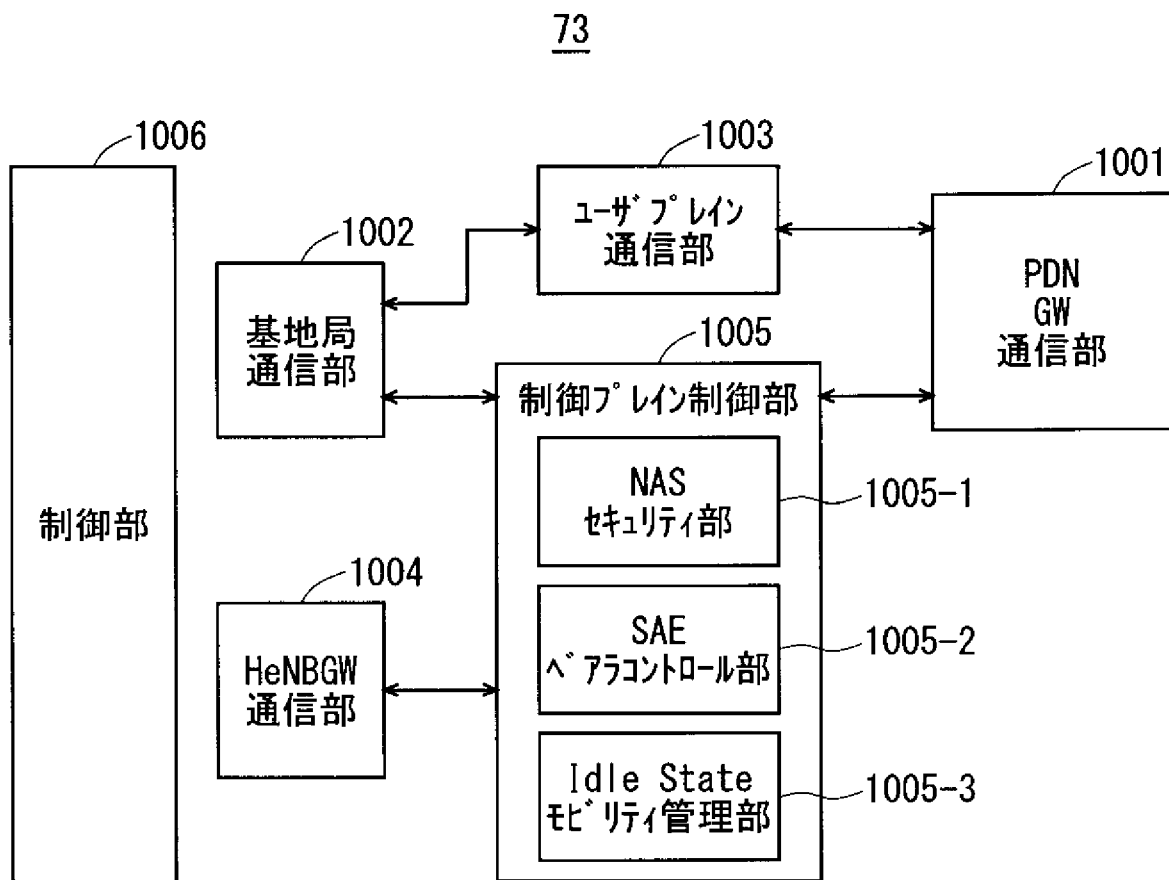 73
1006
1003
1001
1002
ﾕｰｻﾞﾌﾟﾚｲﾝ
通信部
PDN
GW
通信部
基地局
通信部
1005
制御ﾌﾟﾚｲﾝ制御部
NAS
ｾｷｭﾘﾃｨ部
1005-1
制御部
1004
SAE
ﾍﾞｱﾗｺﾝﾄﾛｰﾙ部
1005-2
HeNBGW
通信部
Idle State
ﾓﾋﾞﾘﾃｨ管理部
1005-3